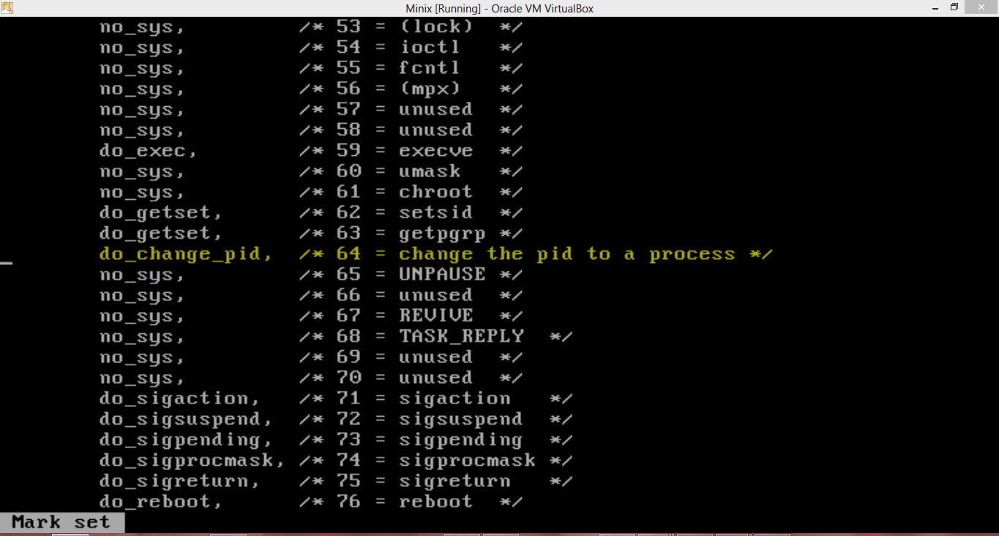 Minix [Running] - Oracle VM VirtualBox
no_sys, /* 53 = (lock) */
no_sys, /* 54 = ioctl */
no_sys, /* 55 = fcntl */
no_sys, /* 56 = (mpx) */
no_sys, /* 57 = unused */
no_sys, /* 58 = unused */
do_exec, /* 59 = execve */
no_sys, /* 60 = umask */
no_sys, /* 61 = chroot */
do_getset, /* 62 = setsid */
do_getset, /* 63 = getpgrp */
do_change_pid, /* 64 = change the pid to a process */
no_sys, /* 65 = UNPAUSE */
no_sys, /* 66 = unused */
no_sys, /* 67 = REVIVE */
no_sys, /* 68 = TASK_REPLY */
no_sys, /* 69 = unused */
no_sys, /* 70 = unused */
do_sigaction, /* 71 = sigaction */
do_sigsuspend, /* 72 = sigsuspend */
do_sigpending, /* 73 = sigpending */
do_sigprocmask, /* 74 = sigprocmask */
do_sigreturn, /* 75 = sigreturn */
do_reboot, /* 76 = reboot */
Mark set